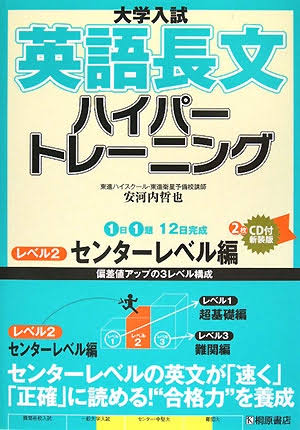 大学入試
英語長文
ハイパー
トレーニング
東進ハイスクール・東進衛星予備校講師
安河内哲也
1日1題 12日完成
2枚 CD付 新装版
レベル2 センターレベル編
偏差値アップの3レベル構成
レベル1
超基礎編
レベル2
センターレベル編
レベル2
レベル3
難関編
センターレベルの英文が「速く」
「正確」に読める!“合格力”を養成
桐原書店